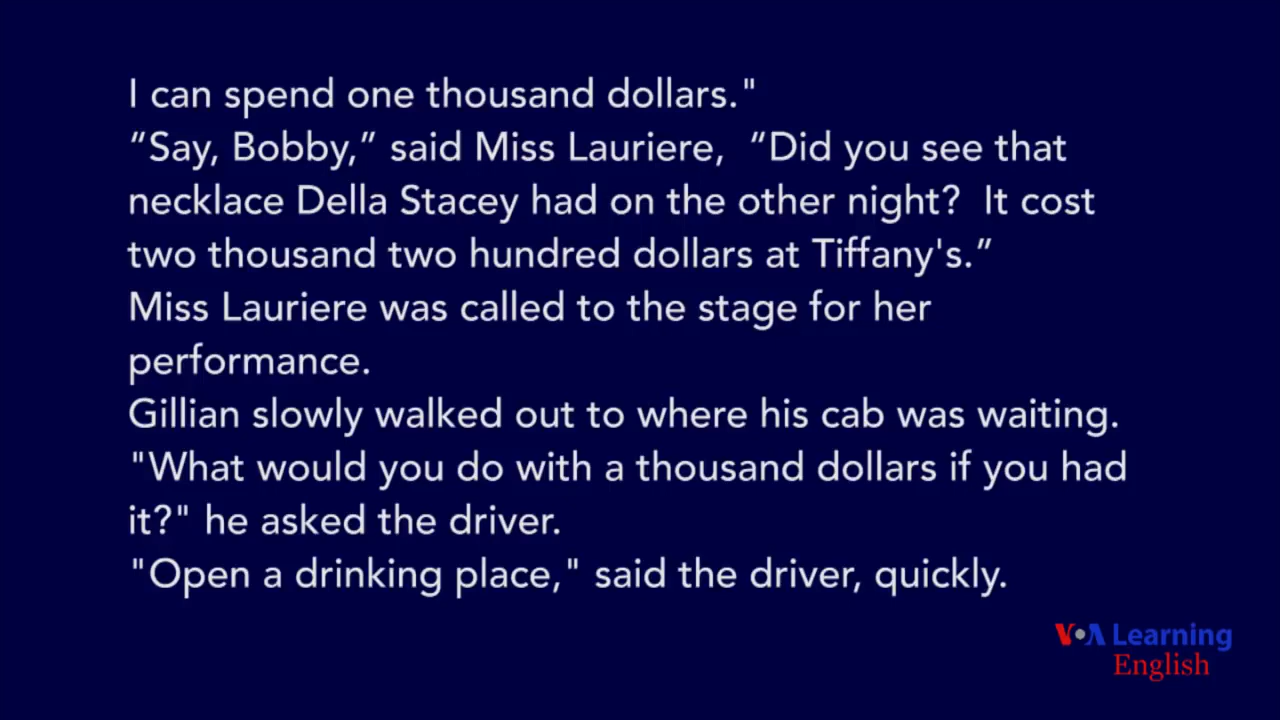 I can spend one thousand dollars."
“Say, Bobby,” said Miss Lauriere,  “Did you see that
necklace Della Stacey had on the other night?  It cost
two thousand two hundred dollars at Tiffany's.”
Miss Lauriere was called to the stage for her
performance.
Gillian slowly walked out to where his cab was waiting.
"What would you do with a thousand dollars if you had
it?" he asked the driver.
"Open a drinking place," said the driver, quickly.
VOA Learning
English